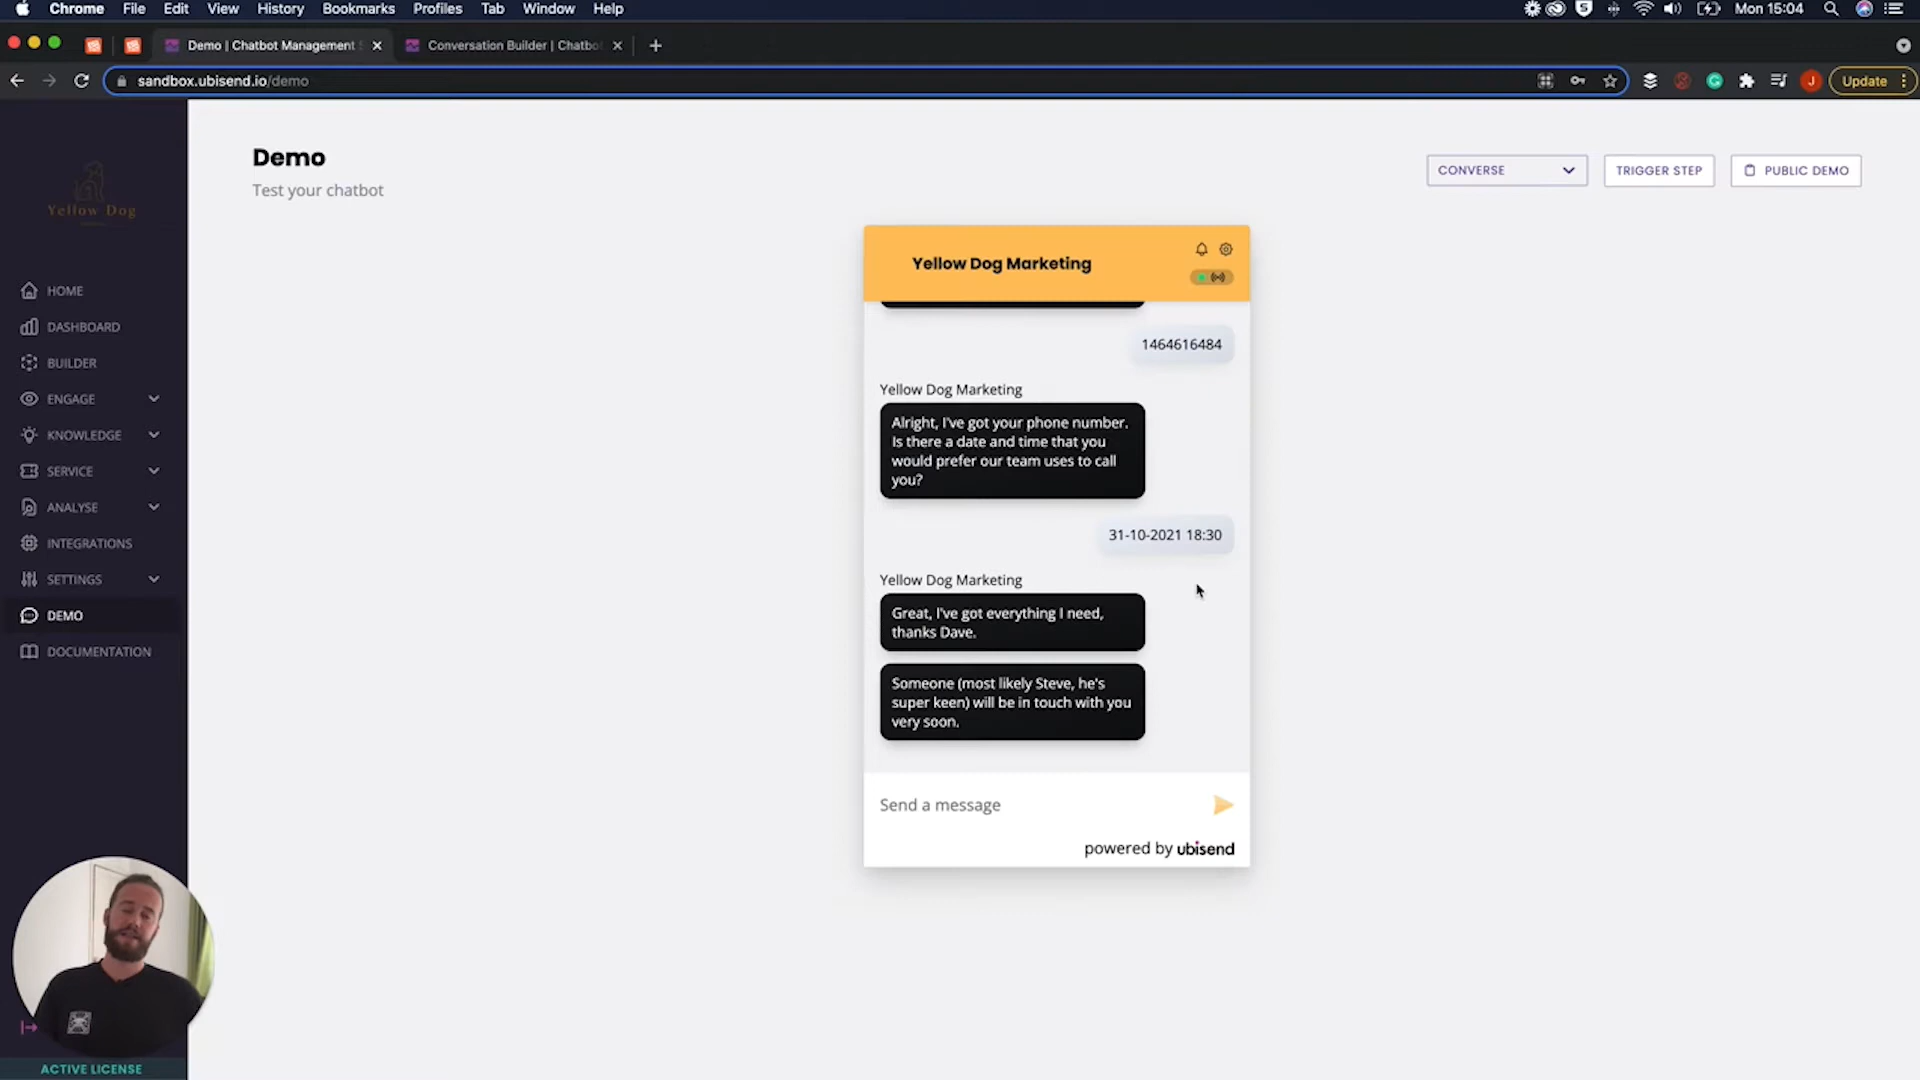 Chrome File Edit View History Bookmarks Profiles Tab Window Help Mon 15:04
Demo | Chatbot Management Conversation Builder | Chatbo
sandbox.ubisend.io/demo Update
Yellow Dog
HOME
DASHBOARD
BUILDER
ENGAGE
KNOWLEDGE
SERVICE
ANALYSE
INTEGRATIONS
SETTINGS
DEMO
DOCUMENTATION
ACTIVE LICENSE
Demo
Test your chatbot
CONVERSE
TRIGGER STEP
PUBLIC DEMO
Yellow Dog Marketing
1464616484
Yellow Dog Marketing
Alright, I've got your phone number.
Is there a date and time that you
would prefer our team uses to call
you?
31-10-2021 18:30
Yellow Dog Marketing
Great, I've got everything I need,
thanks Dave.
Someone (most likely Steve, he's
super keen) will be in touch with you
very soon.
Send a message
powered by ubisend